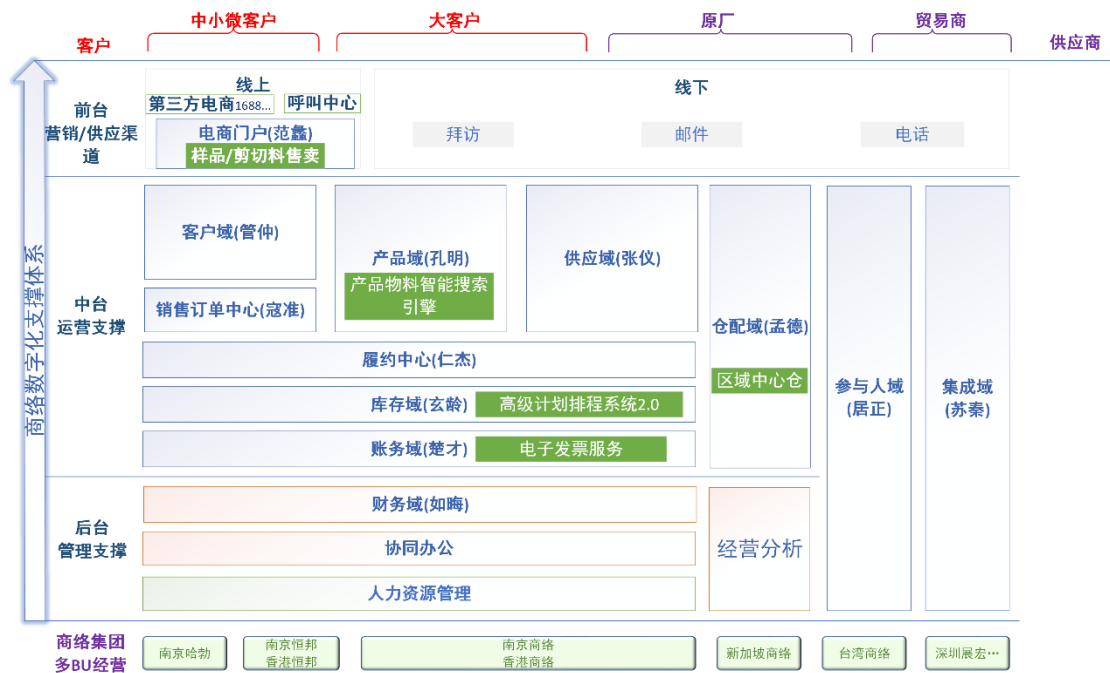 中小微客户
大客户
原厂
贸易商
客户
供应商
线上
线下
第三方电商1688...
呼叫中心
前台
营销/供应渠
道
电商门户(范蠡)
样品/剪切料售卖
拜访
邮件
电话
商络数字化支撑体系
中台
运营支撑
客户域(管仲)
产品域(孔明)
产品物料智能搜索
引擎
供应域(张仪)
销售订单中心(寇准)
仓配域(孟德)
区域中心仓
履约中心(仁杰)
库存域(玄龄)
高级计划排程系统2.0
账务域(楚才)
电子发票服务
参与人域
(居正)
集成域
(苏秦)
后台
管理支撑
财务域(如晦)
协同办公
人力资源管理
经营分析
商络集团
多BU经营
南京哈勃
南京恒邦
香港恒邦
南京商络
香港商络
新加坡商络
台湾商络
深圳展宏…